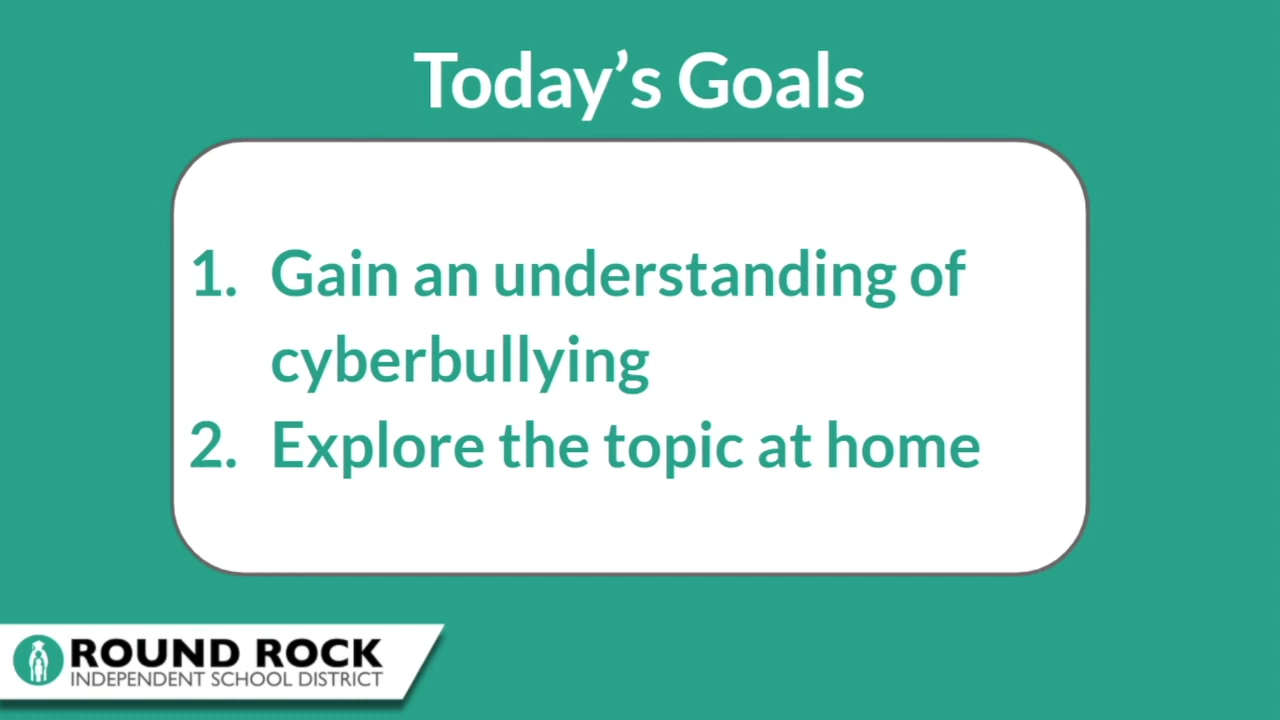 Today’s Goals
1. Gain an understanding of
cyberbullying
2. Explore the topic at home
ROUND ROCK
INDEPENDENT SCHOOL DISTRICT